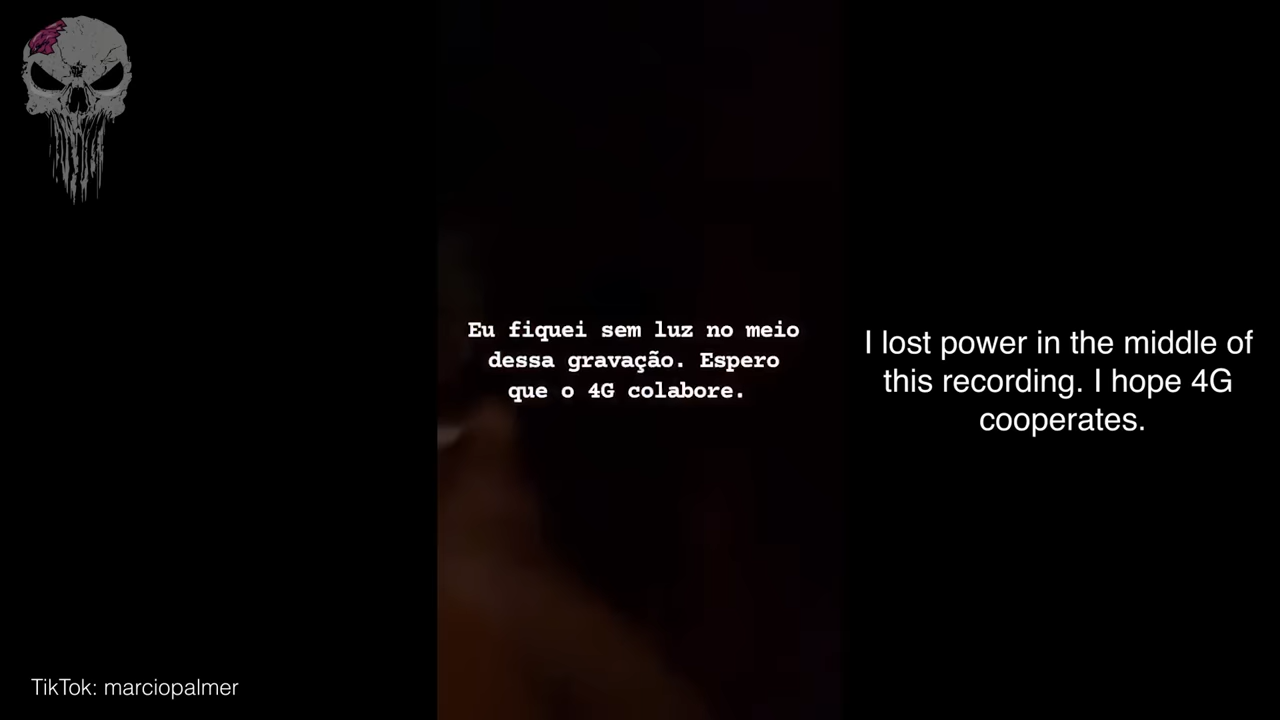 Eu fiquei sem luz no meio
dessa gravação. Espero
que o 4G colabore.
I lost power in the middle of
this recording. I hope 4G
cooperates.
TikTok: marciopalmer